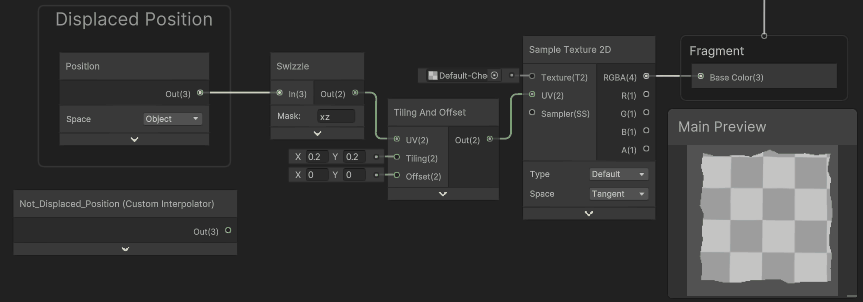 Displaced Position
Position
Out(3)
Space
Object
Swizzle
In(3)
Out(2)
Mask:
xz
Tiling And Offset
UV(2)
Out(2)
X 0.2 Y 0.2
Tiling(2)
X 0 Y 0
Offset(2)
Sample Texture 2D
Default-Che
Texture(T2)
RGBA(4)
UV(2)
R(1)
Sampler(SS)
G(1)
B(1)
A(1)
Type
Default
Space
Tangent
Fragment
Base Color(3)
Main Preview
Not_Displaced_Position (Custom Interpolator)
Out(3)